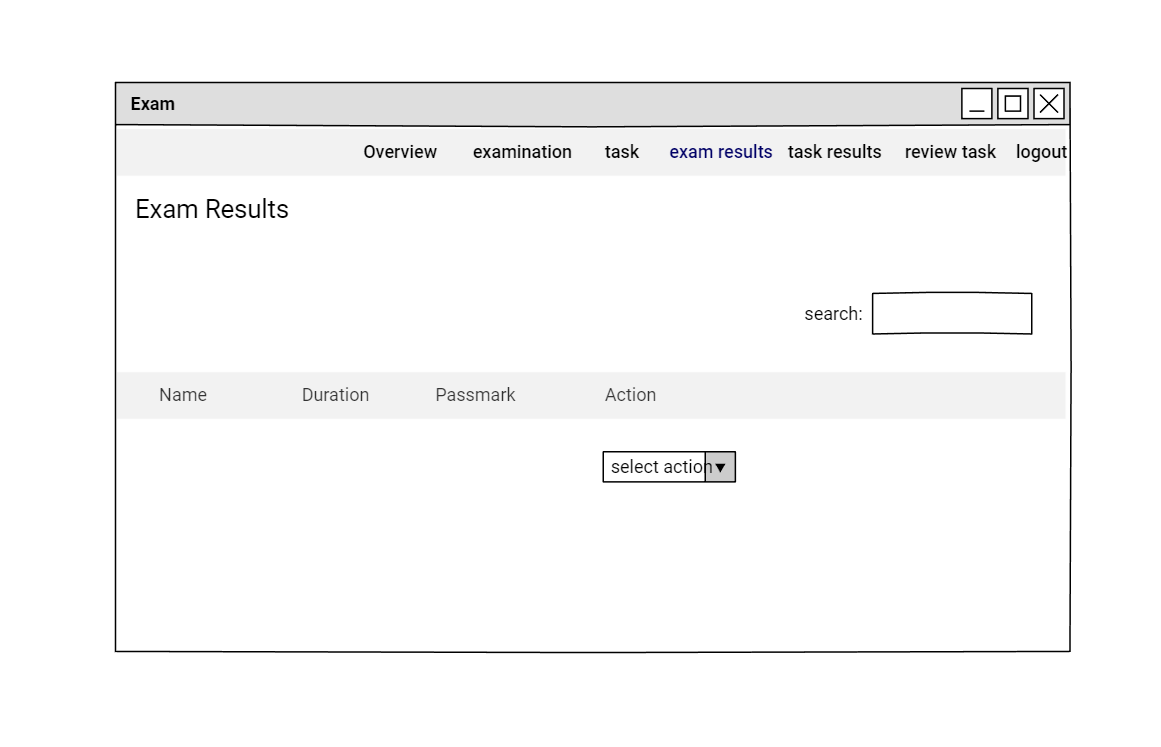 Exam
Overview examination task exam results task results review task logout
Exam Results
search:
Name Duration Passmark Action
select action